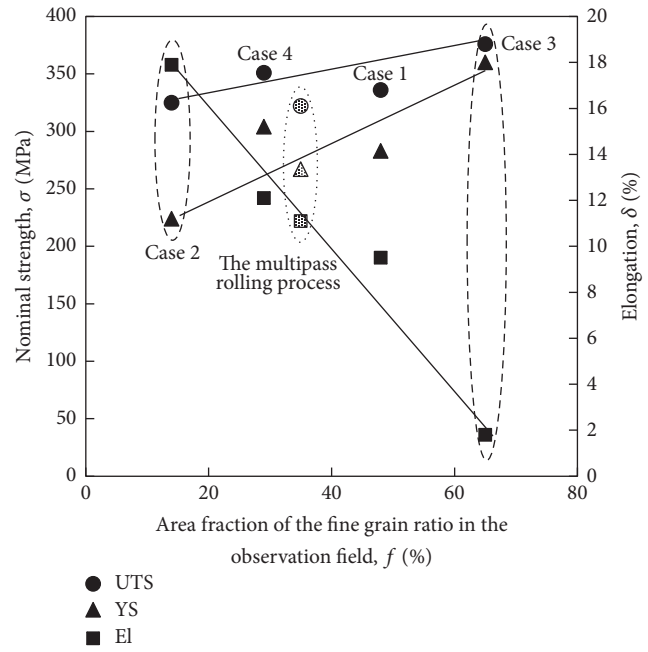 400
350
300
250
200
150
100
50
0
Nominal strength, σ (MPa)
20
18
16
14
12
10
8
6
4
2
0
Elongation, δ (%)
Case 4
Case 1
Case 3
Case 2
The multipass
rolling process
0 20 40 60 80
Area fraction of the fine grain ratio in the
observation field, f (%)
UTS
YS
El